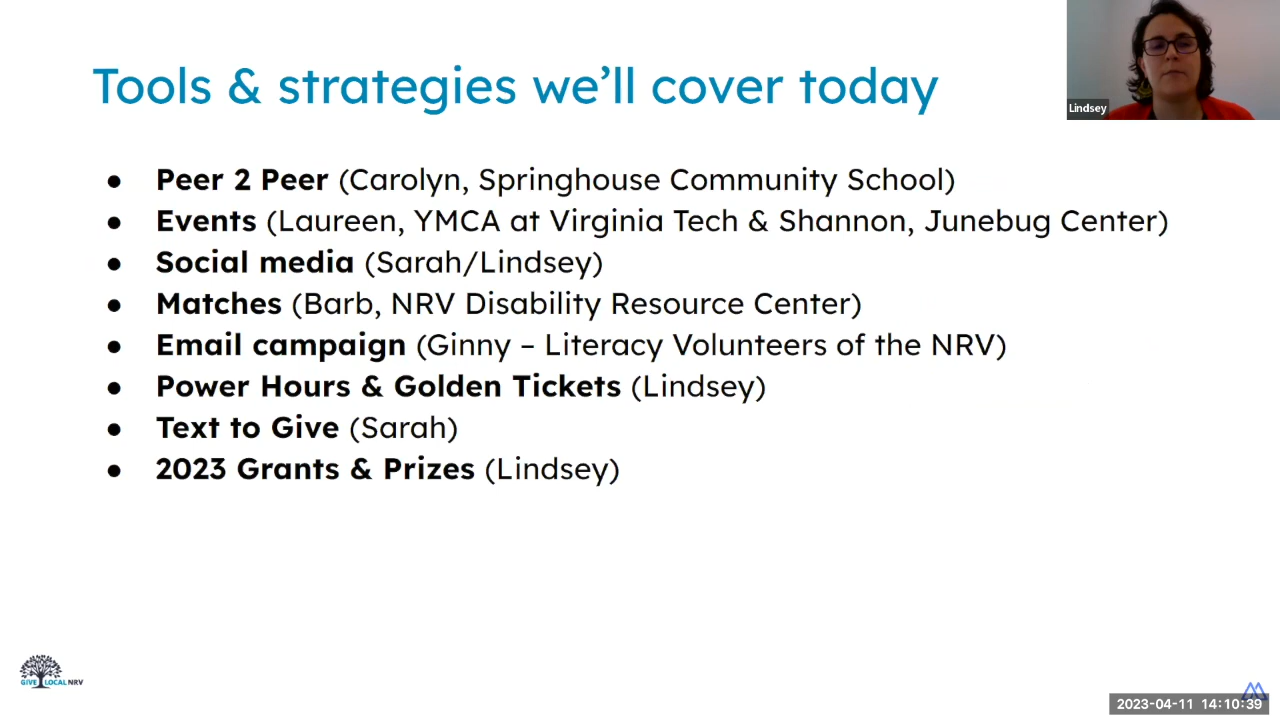 Tools & strategies we’ll cover today
Lindsey
● Peer 2 Peer (Carolyn, Springhouse Community School)
● Events (Laureen, YMCA at Virginia Tech & Shannon, Junebug Center)
● Social media (Sarah/Lindsey)
● Matches (Barb, NRV Disability Resource Center)
● Email campaign (Ginny – Literacy Volunteers of the NRV)
● Power Hours & Golden Tickets (Lindsey)
● Text to Give (Sarah)
● 2023 Grants & Prizes (Lindsey)
GIVE LOCAL NRV
2023-04-11 14:10:39